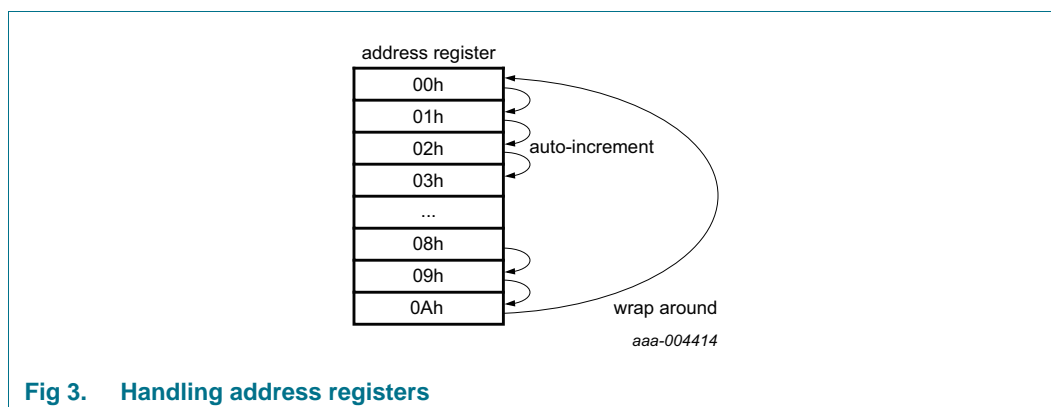 address register
00h
01h
02h
auto-increment
03h
...
08h
09h
0Ah
wrap around
aaa-004414
Fig 3. Handling address registers